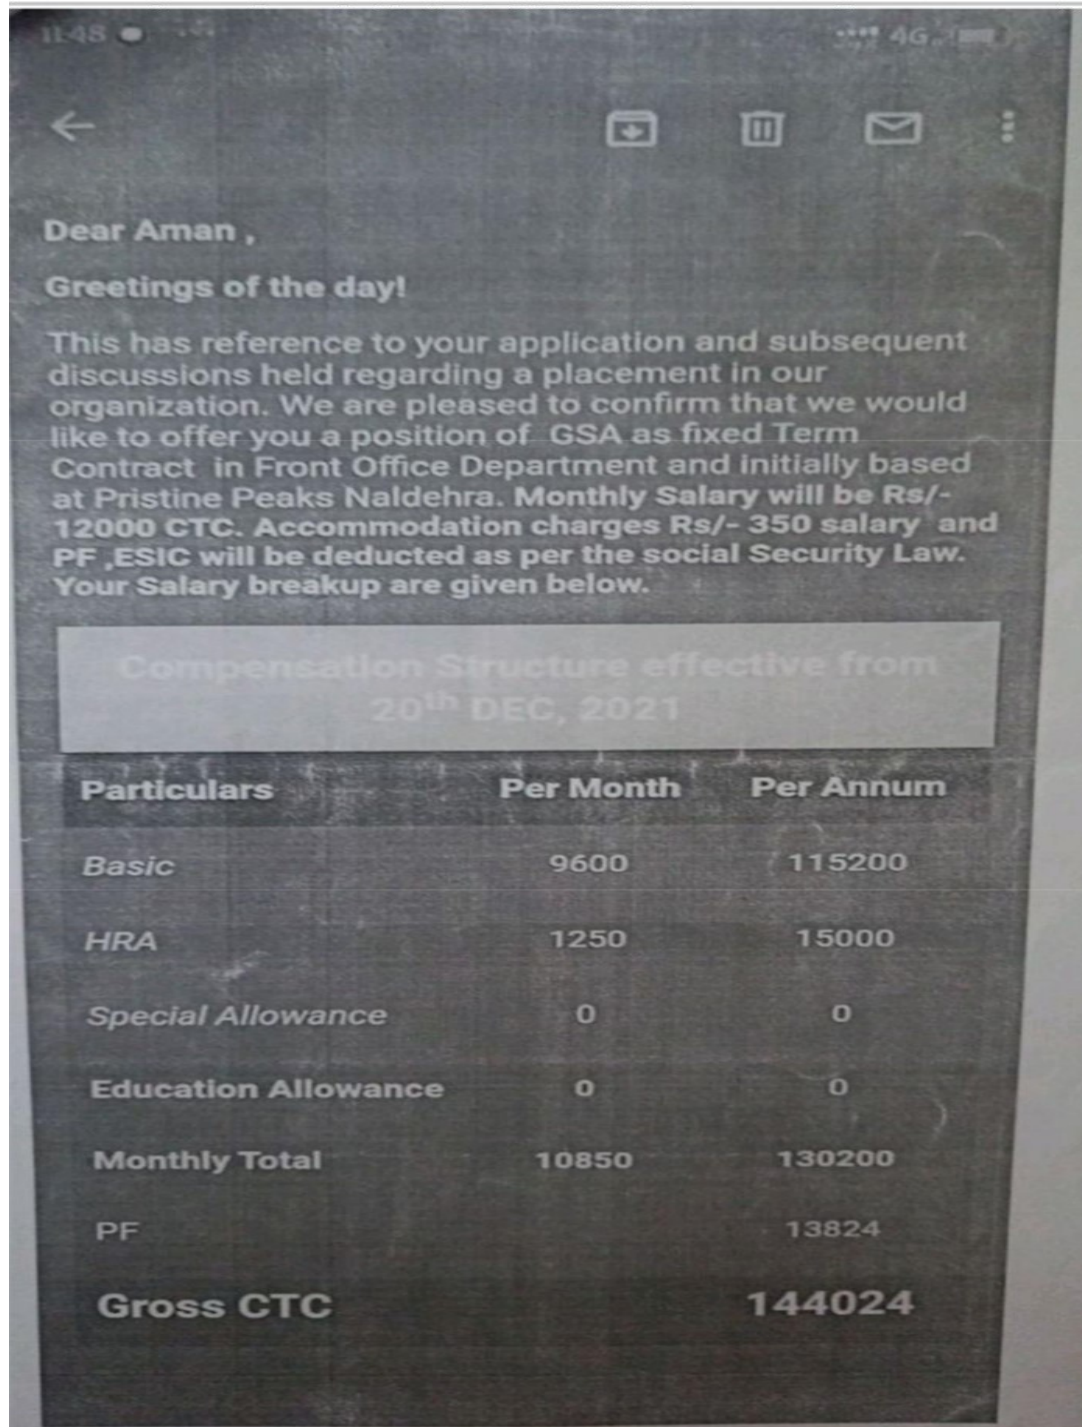 11:48
4G
Dear Aman ,
Greetings of the day!
This has reference to your application and subsequent
discussions held regarding a placement in our
organization. We are pleased to confirm that we would
like to offer you a position of GSA as fixed Term
Contract in Front Office Department and initially based
at Pristine Peaks Naldehra. Monthly Salary will be Rs/-
12000 CTC. Accommodation charges Rs/- 350 salary and
PF ,ESIC will be deducted as per the social Security Law.
Your Salary breakup are given below.
Compensation Structure effective from
20th DEC, 2021
Particulars Per Month Per Annum
Basic 9600 115200
HRA 1250 15000
Special Allowance 0 0
Education Allowance 0 0
Monthly Total 10850 130200
PF 13824
Gross CTC 144024